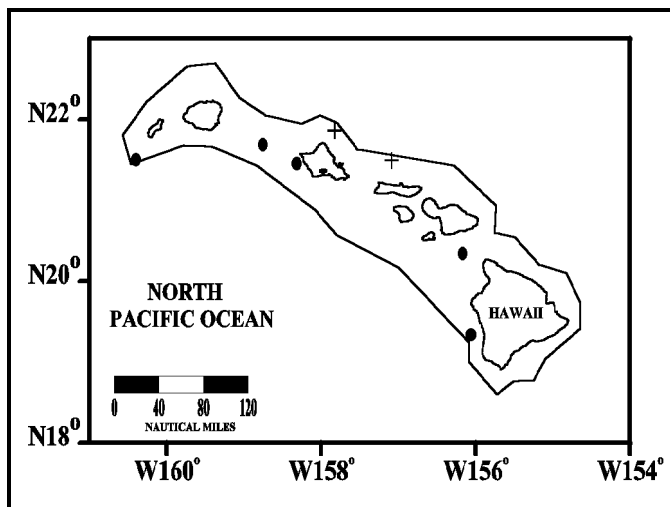 N22°
N20°
N18°
NORTH
PACIFIC OCEAN
HAWAII
0 40 80 120
NAUTICAL MILES
W160° W158° W156° W154°